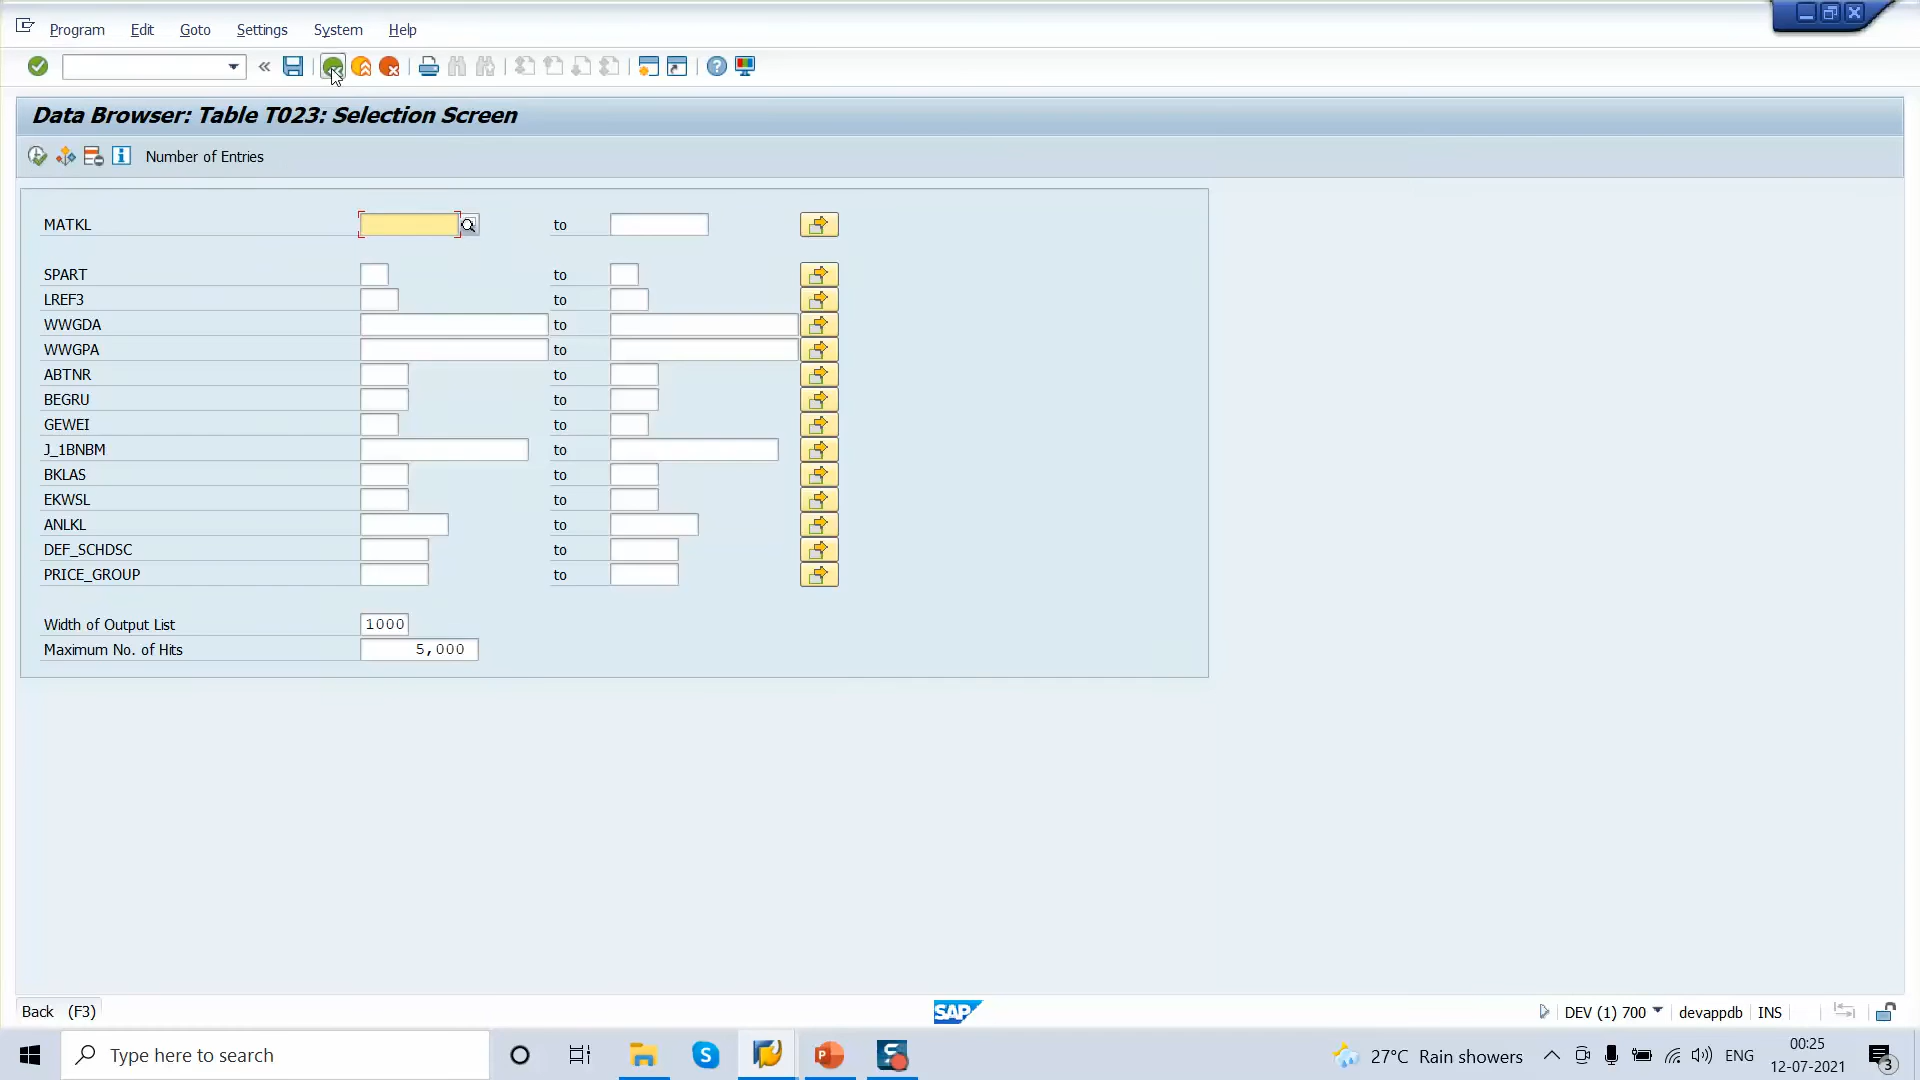 Program Edit Goto Settings System Help
Data Browser: Table T023: Selection Screen
Number of Entries
MATKL to
SPART to
LREF3 to
WWGDA to
WWGPA to
ABTNR to
BEGRU to
GEWEI to
J_1BNBM to
BKLAS to
EKWSL to
ANLKL to
DEF_SCHDSC to
PRICE_GROUP to
Width of Output List 1000
Maximum No. of Hits 5,000
Back (F3) SAP DEV (1) 700 devappdb INS
Type here to search 27°C Rain showers ENG 00:25
12-07-2021 3